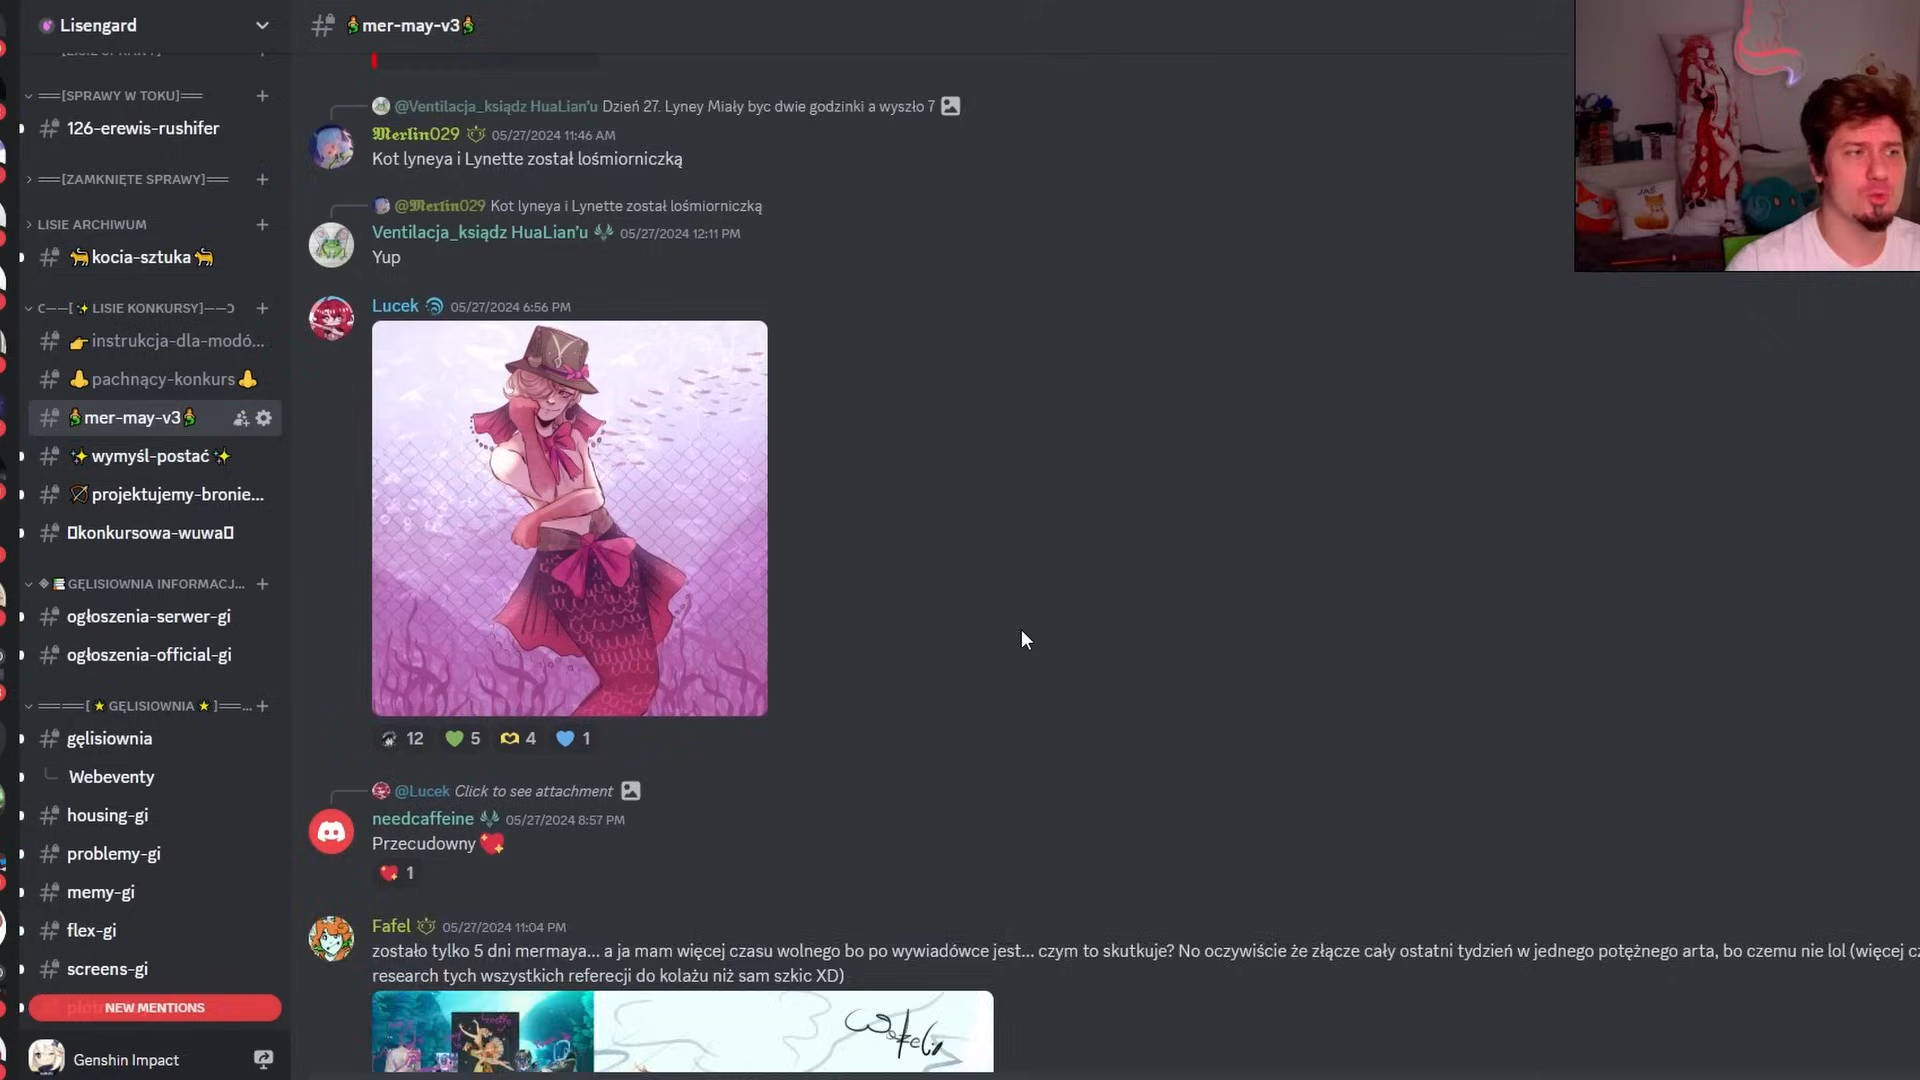 Lisengard
mer-may-v3
[SPRAWY W TOKU]
126-erewis-rushifer
[ZAMKNIĘTE SPRAWY]
LISIE ARCHIWUM
kocia-sztuka
[✨ LISIE KONKURSY]
instrukcja-dla-modó...
pachnący-konkurs
mer-may-v3
wymyśl-postać
projektujemy-bronie...
konkursowa-wuwa
GĘLISIOWNIA INFORMACJ...
ogłoszenia-serwer-gi
ogłoszenia-official-gi
[ ⭐ GĘLISIOWNIA ⭐ ]
gęlisiownia
Webeventy
housing-gi
problemy-gi
memy-gi
flex-gi
screens-gi
NEW MENTIONS
Genshin Impact
@Ventilacja_ksiądz HuaLian'u Dzień 27. Lyney Miały byc dwie godzinki a wyszło 7
Merlin029 05/27/2024 11:46 AM
Kot lyneya i Lynette został lośmiorniczką
@Merlin029 Kot lyneya i Lynette został lośmiorniczką
Ventilacja_ksiądz HuaLian'u 05/27/2024 12:11 PM
Yup
Lucek 05/27/2024 6:56 PM
12 5 4 1
@Lucek Click to see attachment
needcaffeine 05/27/2024 8:57 PM
Przecudowny 💖
1
Fafel 05/27/2024 11:04 PM
zostało tylko 5 dni mermaya... a ja mam więcej czasu wolnego bo po wywiadówce jest... czym to skutkuje? No oczywiście że złącze cały ostatni tydzień w jednego potężnego arta, bo czemu nie lol (więcej
research tych wszystkich referecji do kolażu niż sam szkic XD)
JAŚ